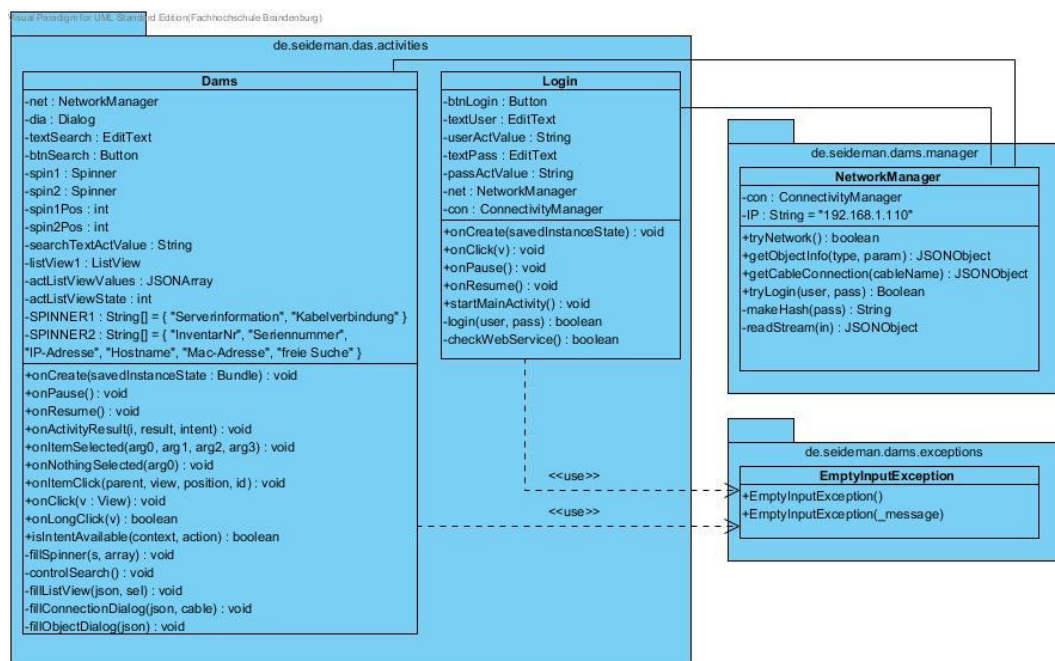 Visual Paradigm for UML Standard Edition(Fachhochschule Brandenburg)
de.seideman.das.activities
Dams
-net : NetworkManager
-dia : Dialog
-textSearch : EditText
-btnSearch : Button
-spin1 : Spinner
-spin2 : Spinner
-spin1Pos : int
-spin2Pos : int
-searchTextActValue : String
-listView1 : ListView
-actListViewValues : JSONArray
-actListViewState : int
-SPINNER1 : String[] = { "Serverinformation", "Kabelverbindung" }
-SPINNER2 : String[] = { "InventarNr", "Seriennummer",
"IP-Adresse", "Hostname", "Mac-Adresse", "freie Suche" }
+onCreate(savedInstanceState : Bundle) : void
+onPause() : void
+onResume() : void
+onActivityResult(i, result, intent) : void
+onItemSelected(arg0, arg1, arg2, arg3) : void
+onNothingSelected(arg0) : void
+onItemClick(parent, view, position, id) : void
+onClick(v : View) : void
+onLongClick(v) : boolean
+isIntentAvailable(context, action) : boolean
-fillSpinner(s, array) : void
-controlSearch() : void
-fillListView(json, sel) : void
-fillConnectionDialog(json, cable) : void
-fillObjectDialog(json) : void
Login
-btnLogin : Button
-textUser : EditText
-userActValue : String
-textPass : EditText
-passActValue : String
-net : NetworkManager
-con : ConnectivityManager
+onCreate(savedInstanceState) : void
+onClick(v) : void
+onPause() : void
+onResume() : void
+startMainActivity() : void
-login(user, pass) : boolean
-checkWebService() : boolean
de.seideman.dams.manager
NetworkManager
-con : ConnectivityManager
-IP : String = "192.168.1.110"
+tryNetwork() : boolean
+getObjectInfo(type, param) : JSONObject
+getCableConnection(cableName) : JSONObject
+tryLogin(user, pass) : Boolean
-makeHash(pass) : String
-readStream(in) : JSONObject
<<use>>
<<use>>
de.seideman.dams.exceptions
EmptyInputException
+EmptyInputException()
+EmptyInputException(_message)